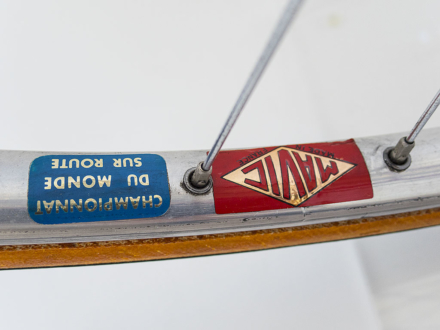 CHAMPIONNAT
DU MONDE
SUR ROUTE
MAVIC